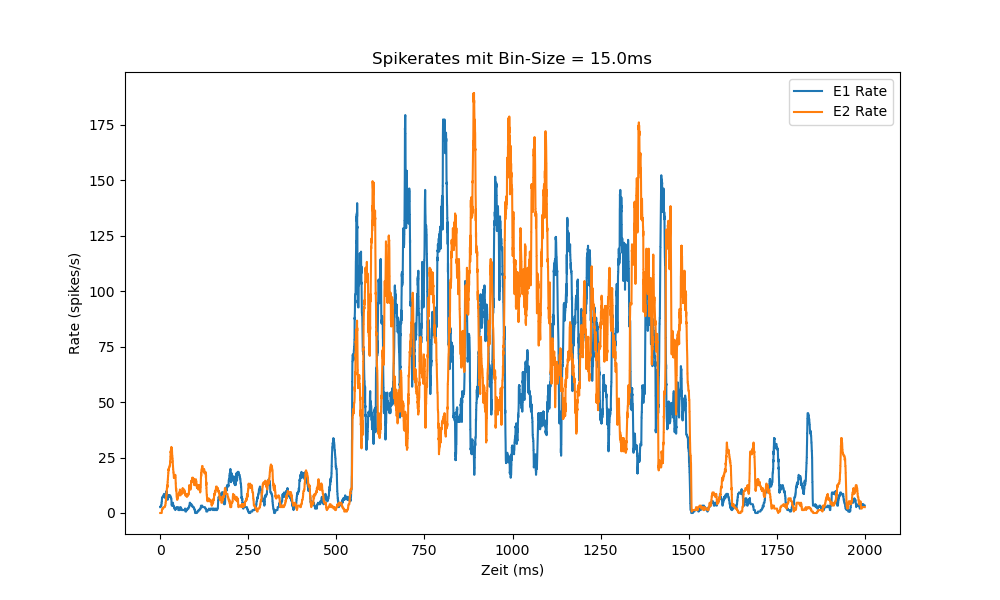 Spikerates mit Bin-Size = 15.0ms
E1 Rate
E2 Rate
Rate (spikes/s)
175
150
125
100
75
50
25
0
0 250 500 750 1000 1250 1500 1750 2000
Zeit (ms)